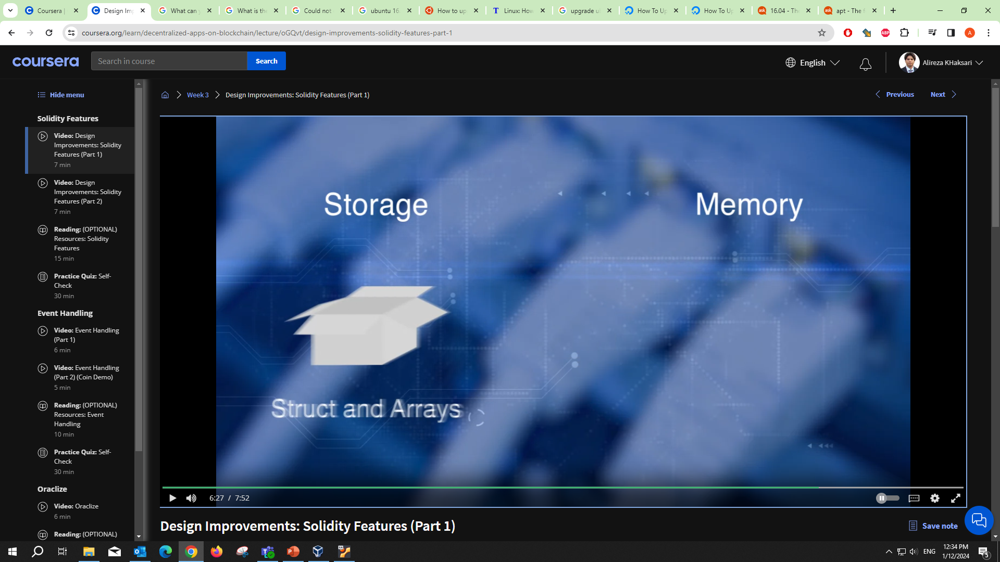 Coursera |
Design Imp
What can y
What is the
Could not
ubuntu 16
How to up
Linux: How
upgrade u
How To Up
How To Up
16.04 - The
apt - The f
coursera.org/learn/decentralized-apps-on-blockchain/lecture/oGQvt/design-improvements-solidity-features-part-1
ABP
A
coursera
Search in course
Search
English
Alireza KHaksari
Hide menu
Week 3
Design Improvements: Solidity Features (Part 1)
Previous
Next
Solidity Features
Video: Design
Improvements: Solidity
Features (Part 1)
7 min
Video: Design
Improvements: Solidity
Features (Part 2)
7 min
Reading: (OPTIONAL)
Resources: Solidity
Features
15 min
Practice Quiz: Self-
Check
30 min
Event Handling
Video: Event Handling
(Part 1)
6 min
Video: Event Handling
(Part 2) (Coin Demo)
5 min
Reading: (OPTIONAL)
Resources: Event
Handling
10 min
Practice Quiz: Self-
Check
30 min
Oraclize
Video: Oraclize
6 min
Reading: (OPTIONAL)
Storage
Memory
Struct and Arrays
6:27 / 7:52
Design Improvements: Solidity Features (Part 1)
Save note
ENG
12:34 PM
1/12/2024
5